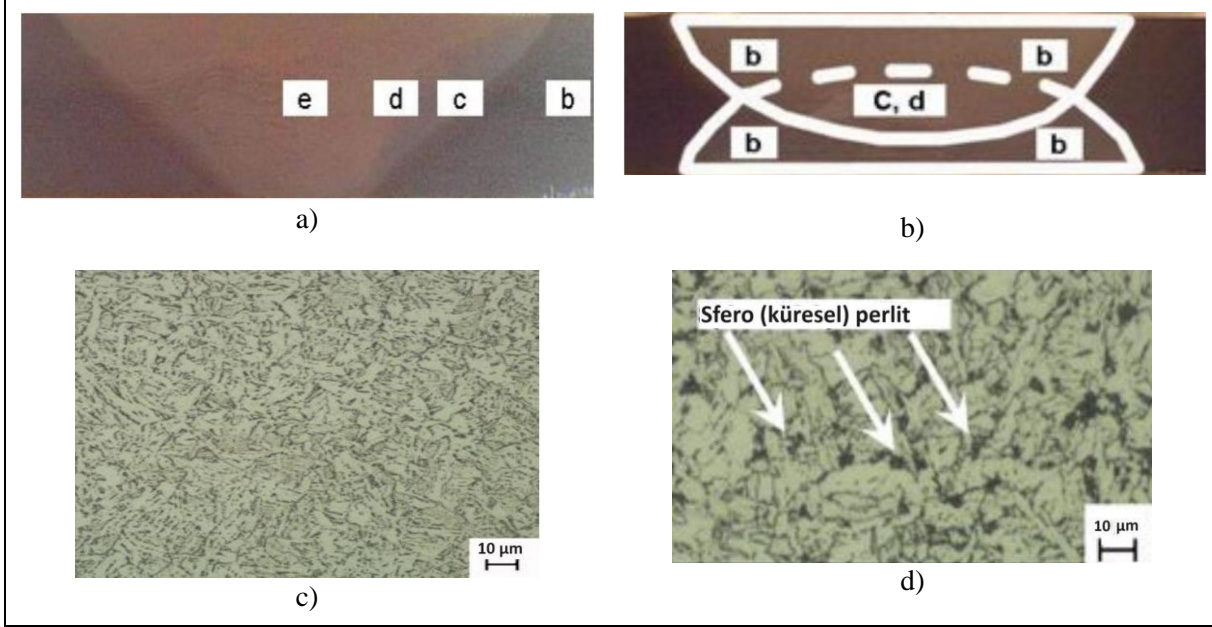 e d c b
b b
C, d
b b
a)
b)
Sfero (küresel) perlit
10 µm
10 µm
c)
d)